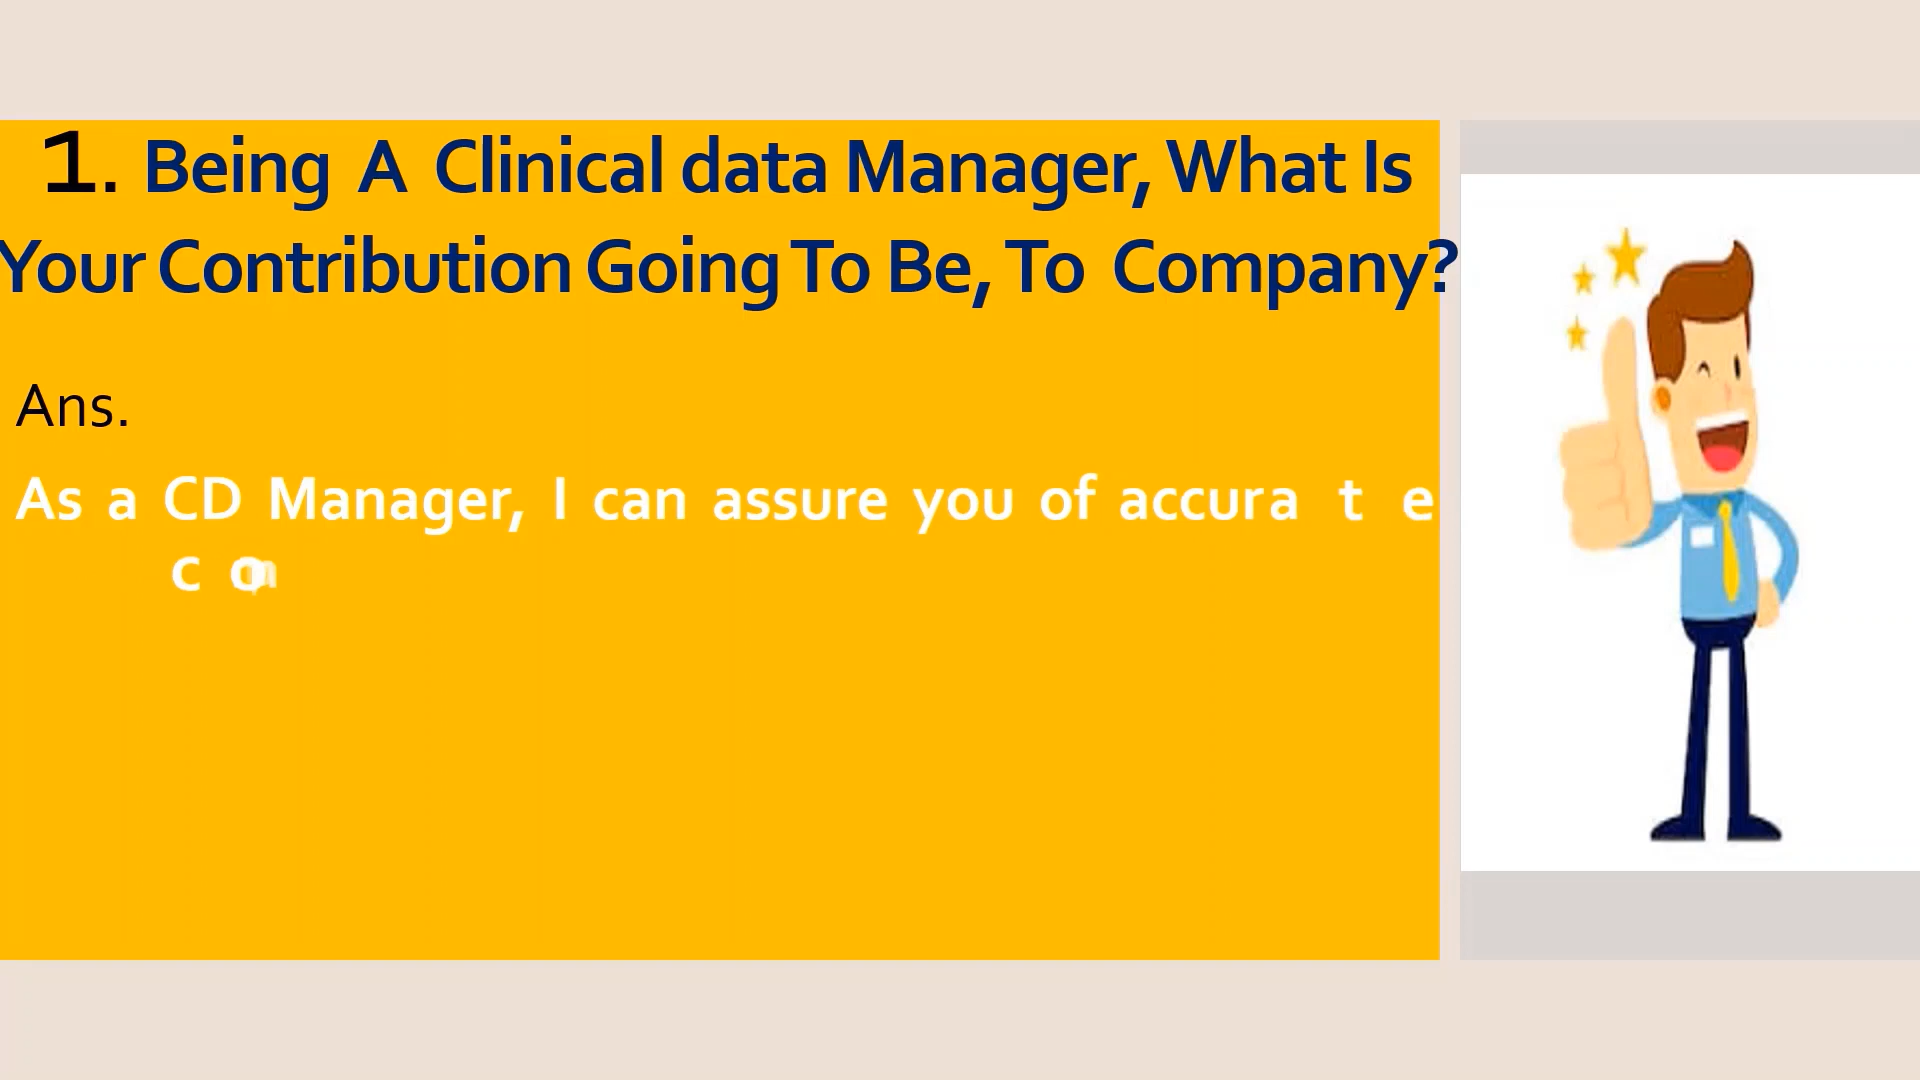 1. Being A Clinical data Manager, What Is
Your Contribution Going To Be, To Company?
Ans.
As a CD Manager, I can assure you of accurate